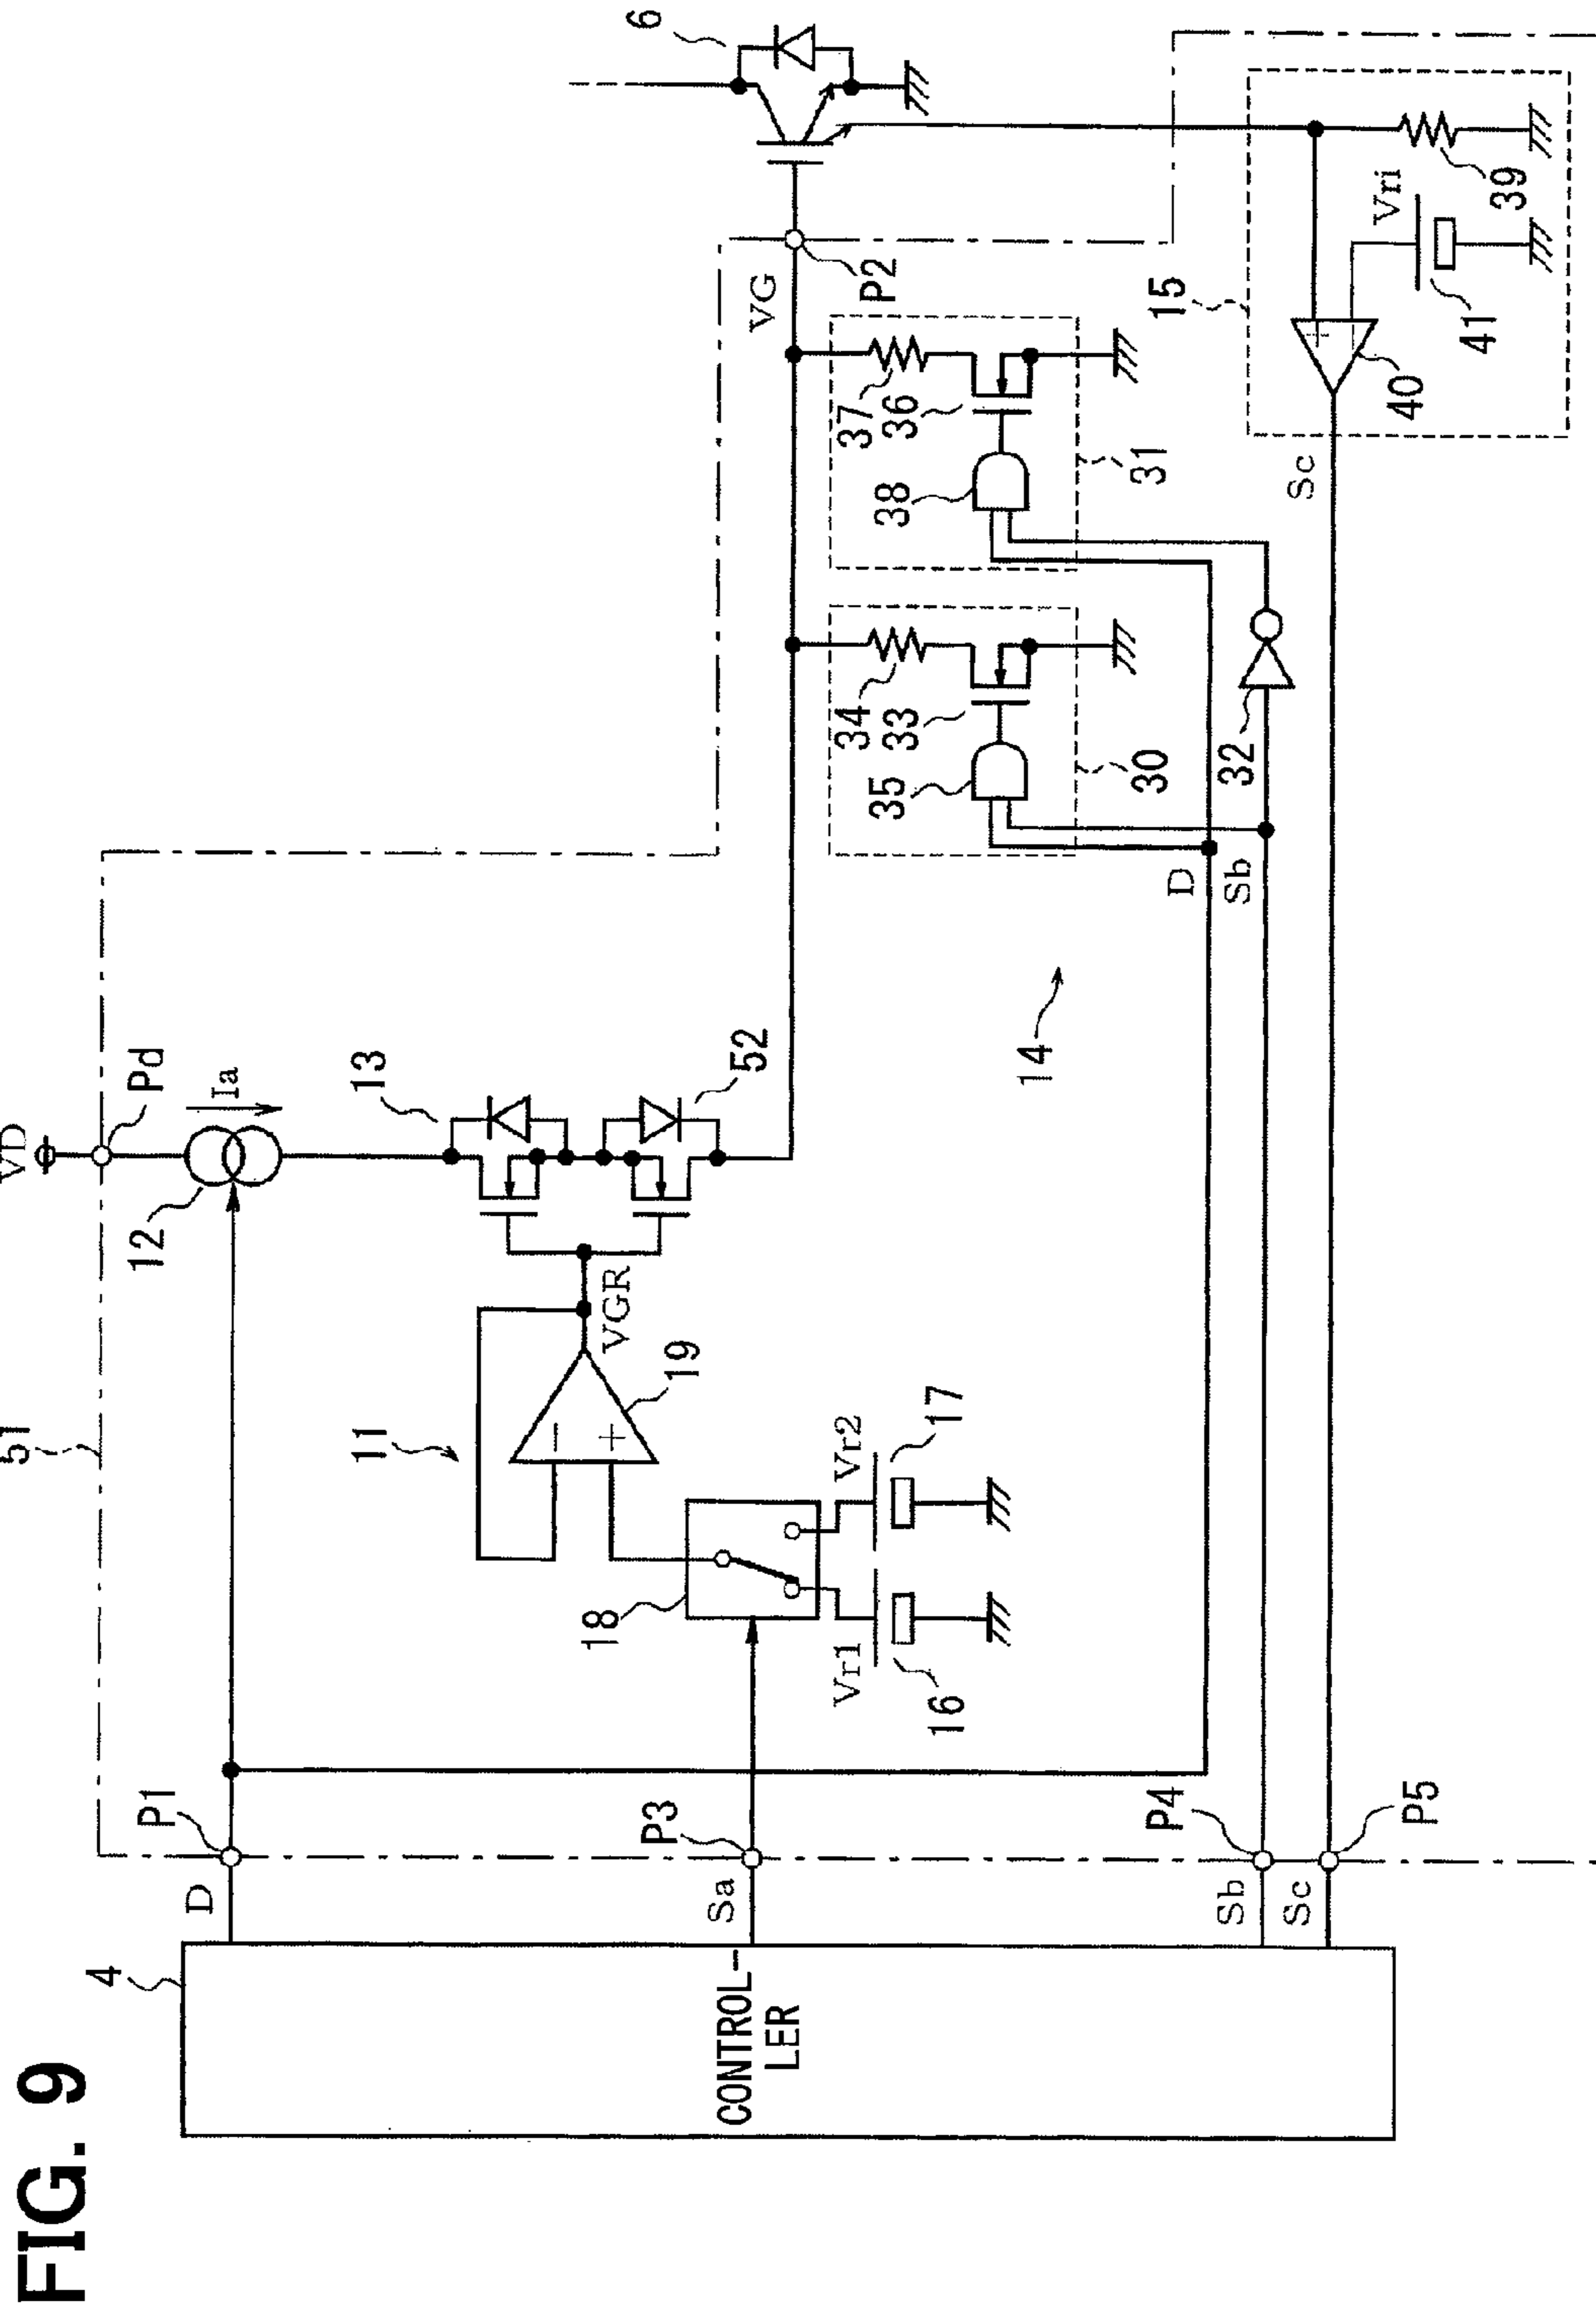 FIG. 9
51
VD
Pd
12
Ia
13
52
P1
D
4
CONTROL-
LER
11
VGR
19
18
Vr1
Vr2
16
17
P3
Sa
14
VG
P2
6
34
33
35
30
37
36
38
31
D
Sb
32
P4
Sb
Sc
P5
Sc
15
Vri
39
41
40